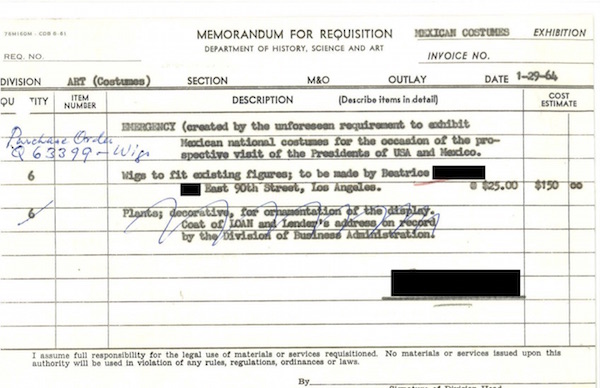 76M185M - CDB 6-61
MEMORANDUM FOR REQUISITION
MEXICAN COSTUMES EXHIBITION
DEPARTMENT OF HISTORY, SCIENCE AND ART
REQ. NO.
INVOICE NO.
DIVISION ART (Costumes) SECTION M&O OUTLAY DATE 1-29-64
QU TITY ITEM NUMBER DESCRIPTION (Describe items in detail) COST ESTIMATE
EMERGENCY (created by the unforeseen requirement to exhibit
Mexican national costumes for the occasion of the pro-
spective visit of the Presidents of USA and Mexico.
Purchase Order
Q 63399 - Wigs
6 Wigs to fit existing figures; to be made by Beatrice
East 90th Street, Los Angeles. @ $25.00 $150 00
6 Plants; decorative, for ornamentation of the display.
Coat of LOAN and Lender's address on record
by the Division of Business Administration.
I assume full responsibility for the legal use of materials or services requisitioned. No materials or services issued upon this
authority will be used in violation of any rules, regulations, ordinances or laws.
By
Signature of Division Head